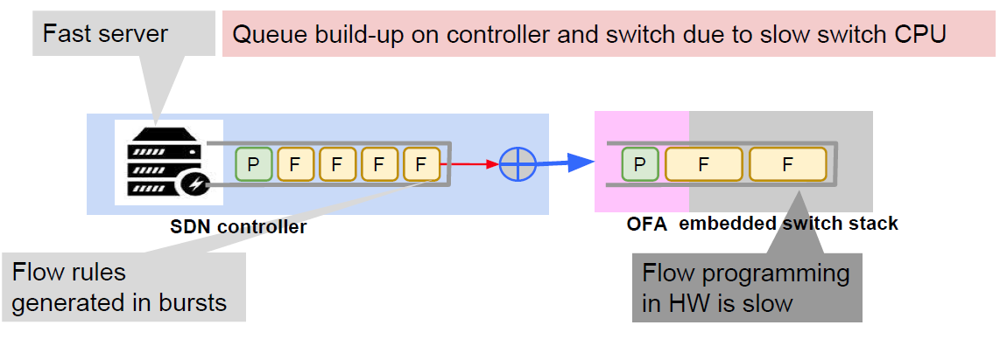 Fast server
Queue build-up on controller and switch due to slow switch CPU
P F F F F
P F F
SDN controller
OFA embedded switch stack
Flow rules
generated in bursts
Flow programming
in HW is slow